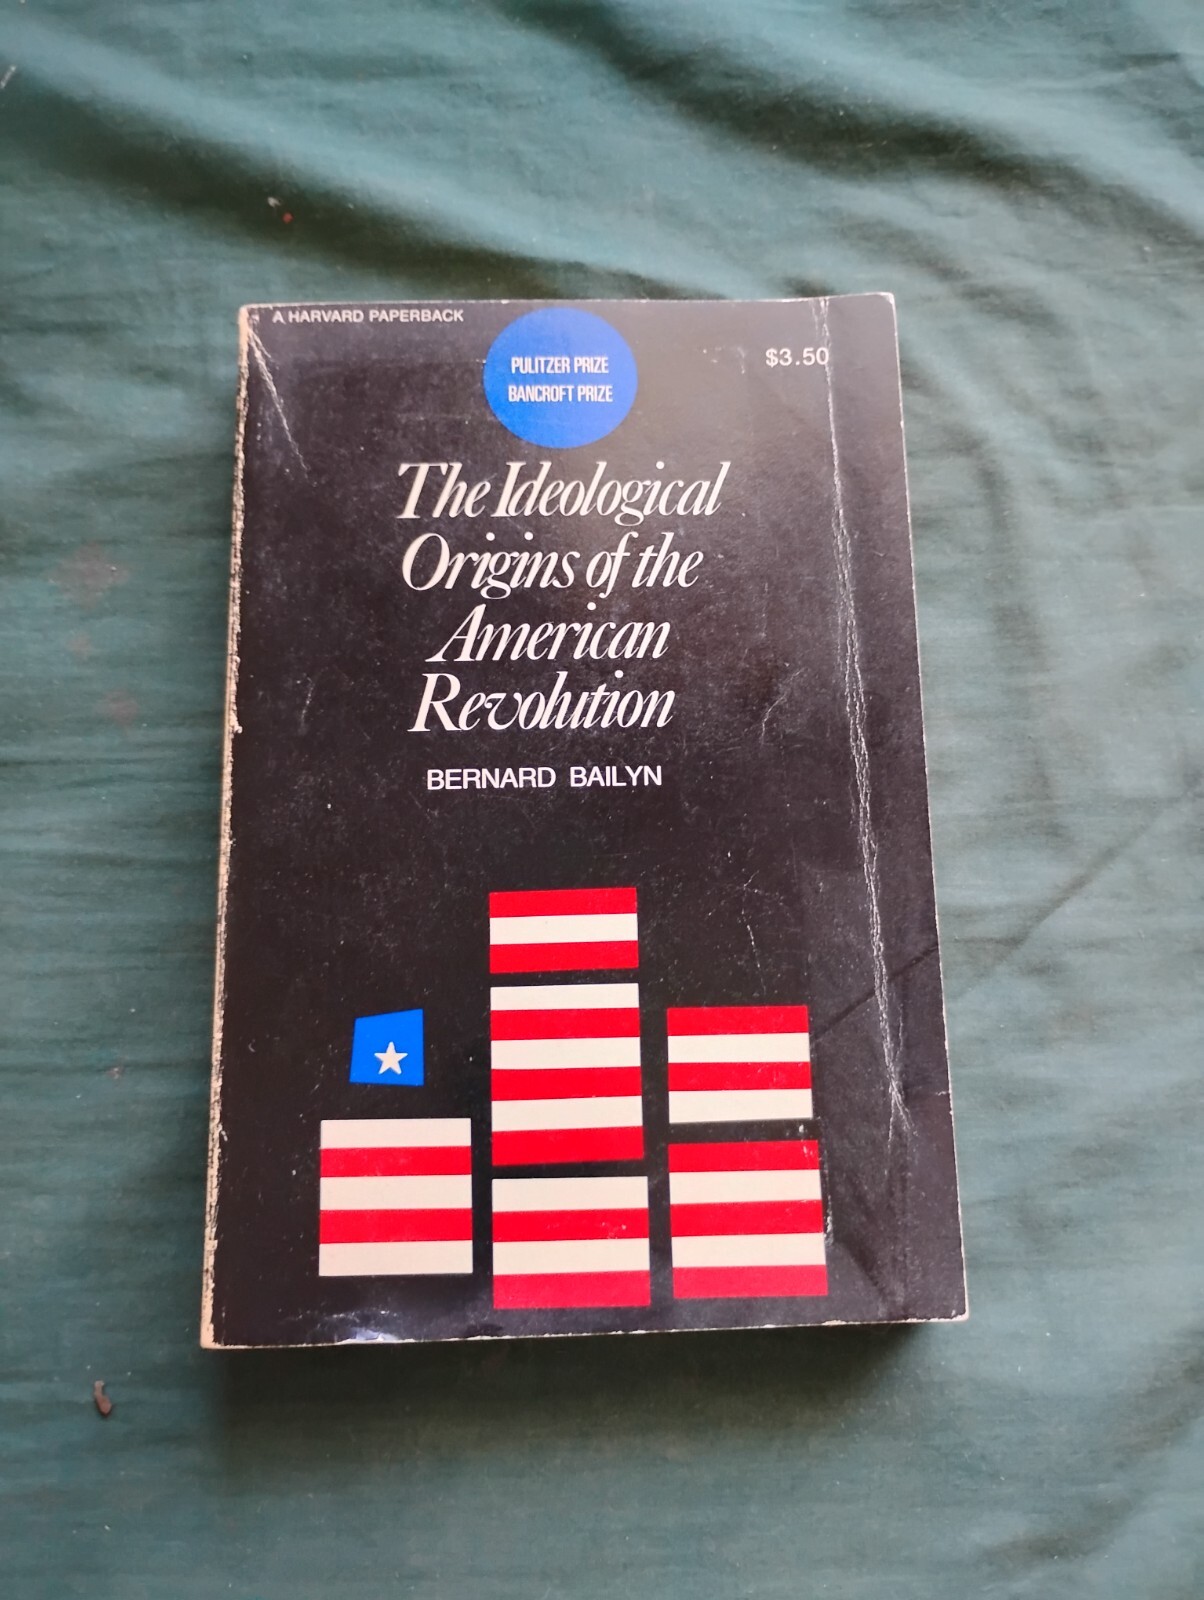 A HARVARD PAPERBACK
PULITZER PRIZE
BANCROFT PRIZE
$3.50
The Ideological
Origins of the
American
Revolution
BERNARD BAILYN